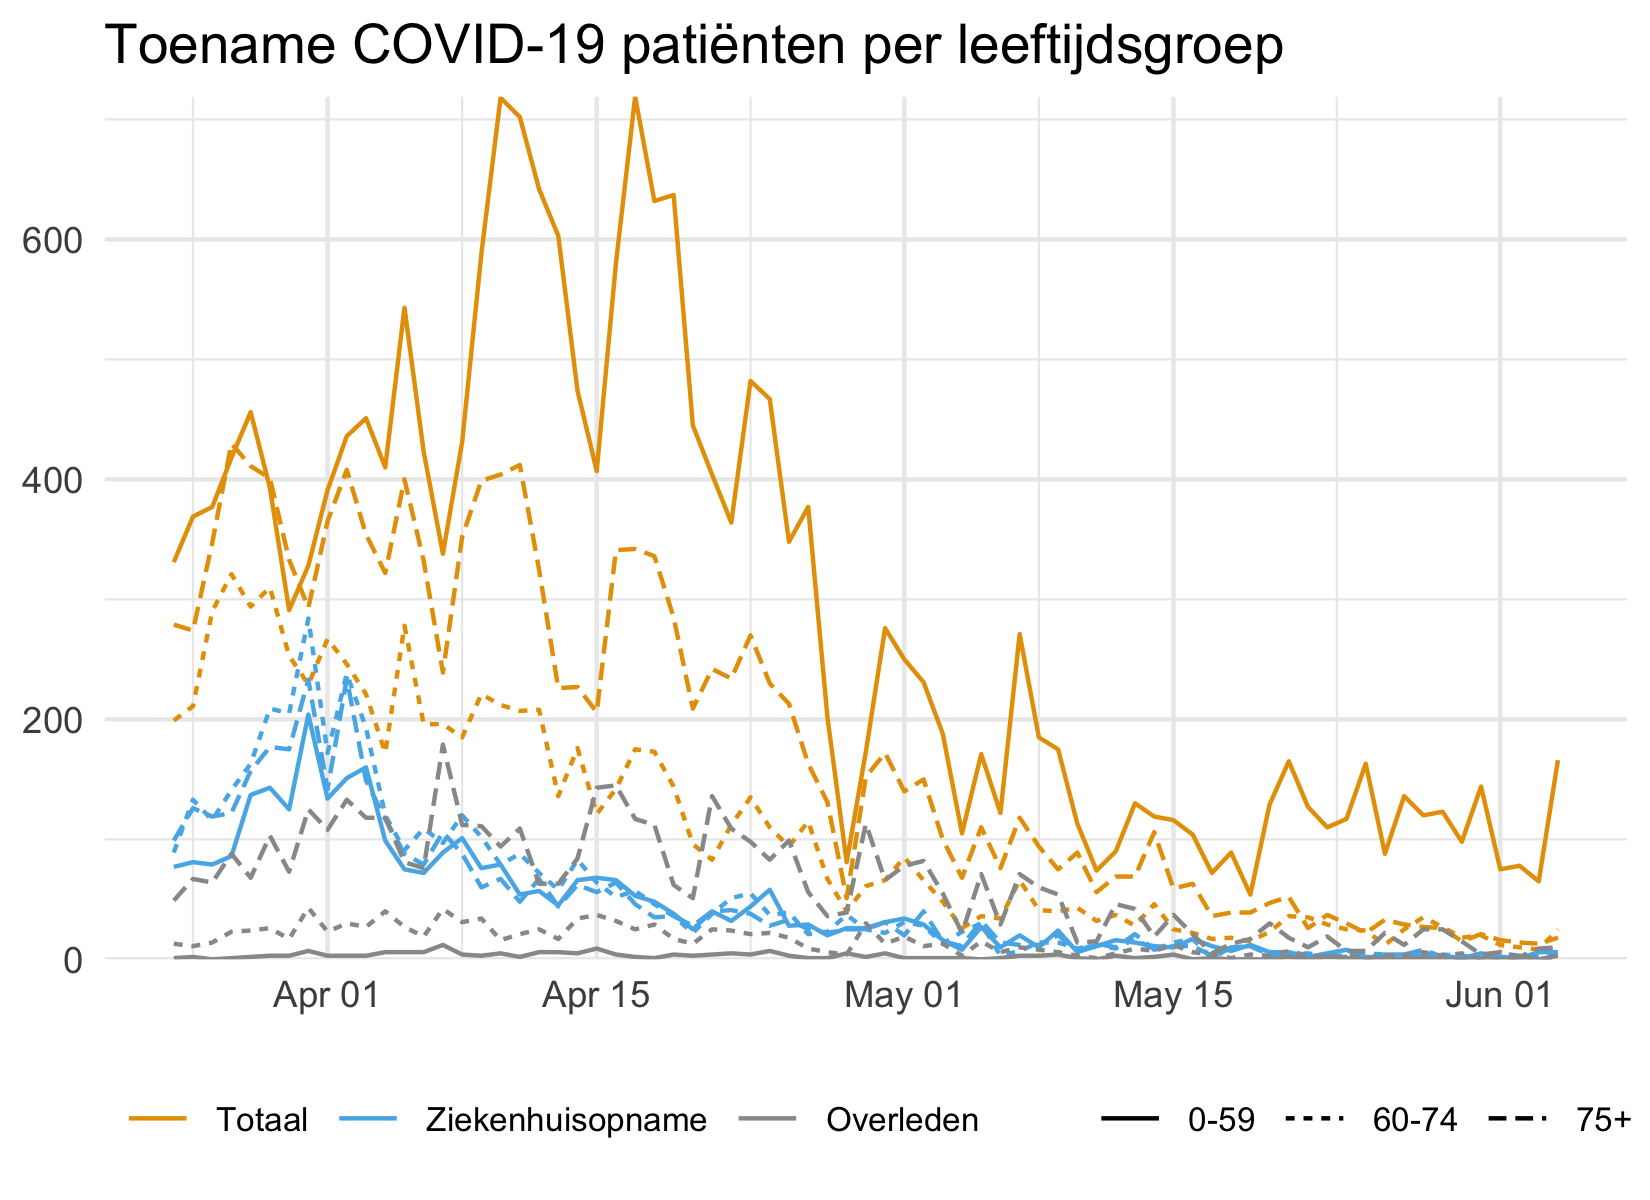 Toename COVID-19 patiënten per leeftijdsgroep
600
400
200
0
Apr 01 Apr 15 May 01 May 15 Jun 01
Totaal Ziekenhuisopname Overleden 0-59 60-74 75+